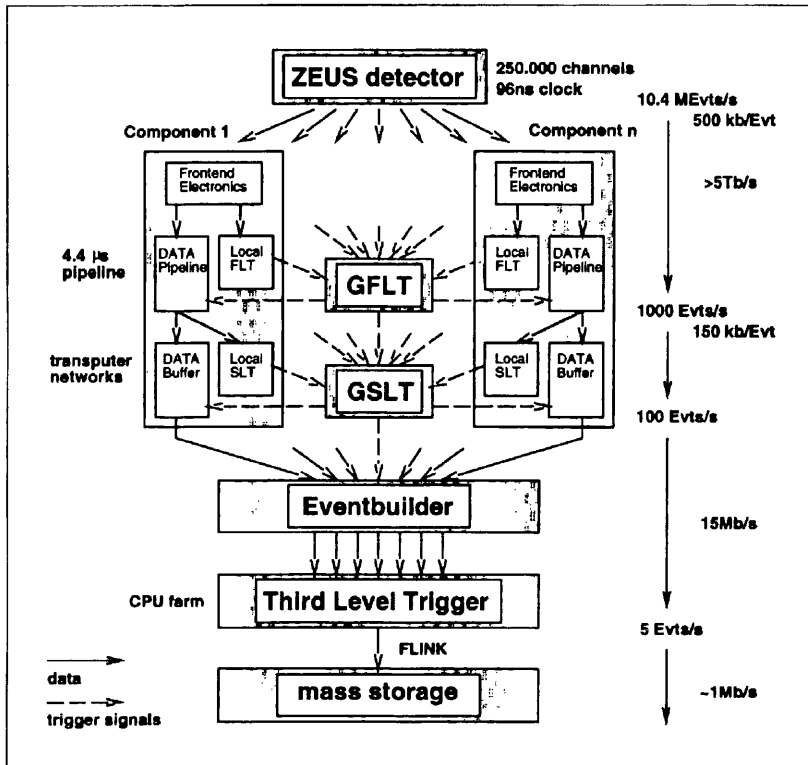 ZEUS detector
250.000 channels
96ns clock
10.4 MEvts/s
500 kb/Evt
Component 1
Component n
Frontend
Electronics
Frontend
Electronics
>5Tb/s
4.4 µs
pipeline
DATA
Pipeline
Local
FLT
GFLT
Local
FLT
DATA
Pipeline
1000 Evts/s
150 kb/Evt
transputer
networks
DATA
Buffer
Local
SLT
GSLT
Local
SLT
DATA
Buffer
100 Evts/s
Eventbuilder
15Mb/s
CPU farm
Third Level Trigger
5 Evts/s
FLINK
data
mass storage
~1Mb/s
trigger signals